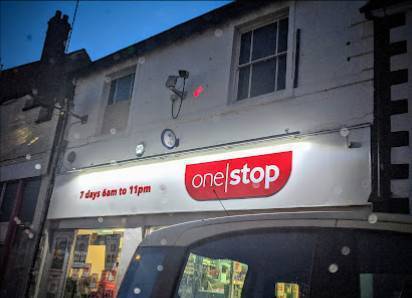 7 days 6am to 11pm
one|stop